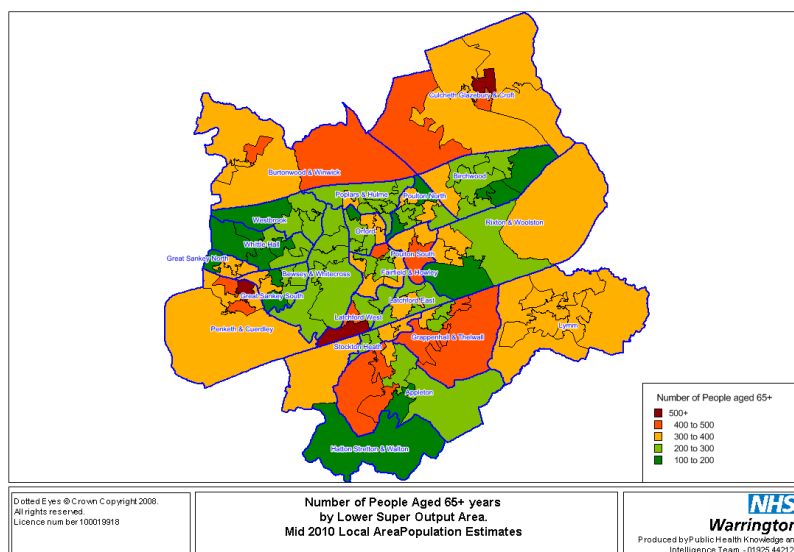 Culcheth Glazebury & Croft
Burtonwood & Winwick
Birchwood
Poplars & Hulme
Poulton North
Westbrook
Rixton & Woolston
Orford
Whittle Hall
Poulton South
Great Sankey North
Bewsey & Whitecross
Fairfield & Howley
Great Sankey South
Latchford East
Latchford West
Penketh & Cuerdley
Lymm
Grappenhall & Thelwall
Stockton Heath
Appleton
Hatton Stretton & Walton
Number of People aged 65+
500+
400 to 500
300 to 400
200 to 300
100 to 200
Dotted Eyes © Crown Copyright 2008.
All rights reserved.
Licence number 100019918
Number of People Aged 65+ years
by Lower Super Output Area.
Mid 2010 Local AreaPopulation Estimates
NHS
Warrington
Produced by Public Health Knowledge an
Intelligence Team - 01925 44212